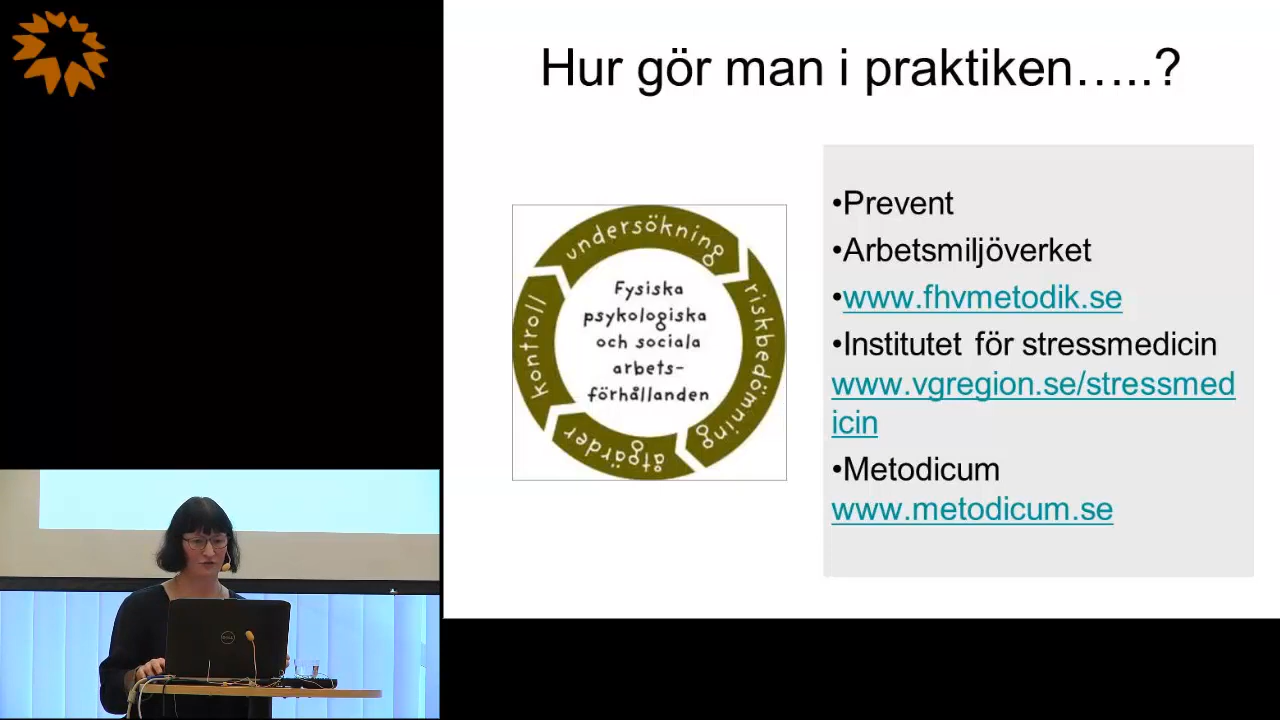 Hur gör man i praktiken…..?
undersökning
riskbedömning
åtgärder
kontroll
Fysiska
psykologiska
och sociala
arbets-
förhållanden
•Prevent
•Arbetsmiljöverket
•www.fhvmetodik.se
•Institutet för stressmedicin
www.vgregion.se/stressmed
icin
•Metodicum
www.metodicum.se
DELL